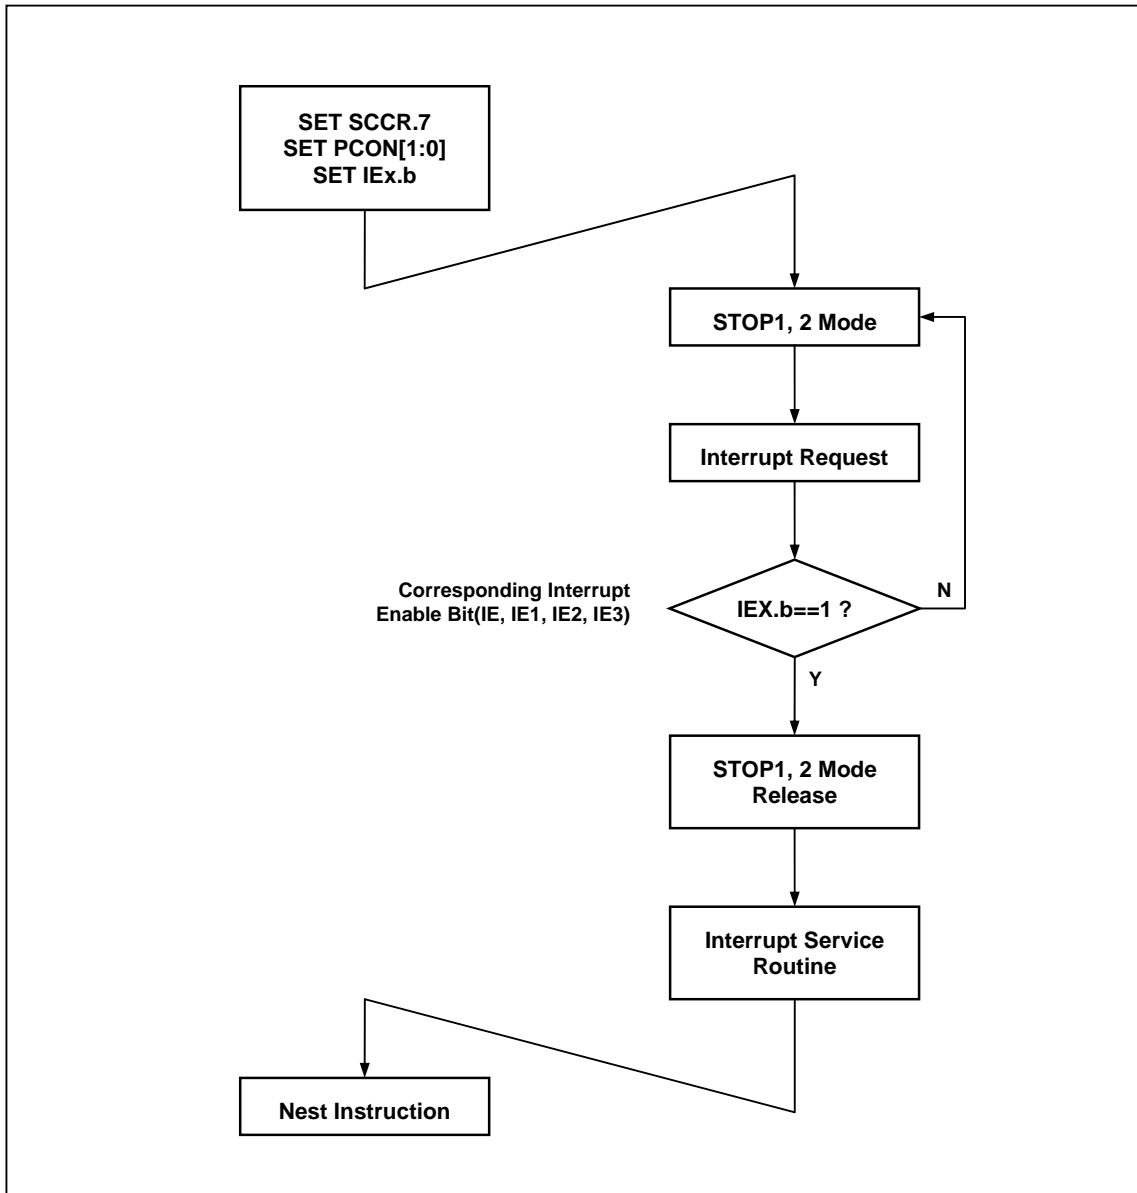 SET SCCR.7
SET PCON[1:0]
SET IEx.b
STOP1, 2 Mode
Interrupt Request
Corresponding Interrupt
Enable Bit(IE, IE1, IE2, IE3)
IEX.b==1 ?
N
Y
STOP1, 2 Mode
Release
Interrupt Service
Routine
Nest Instruction